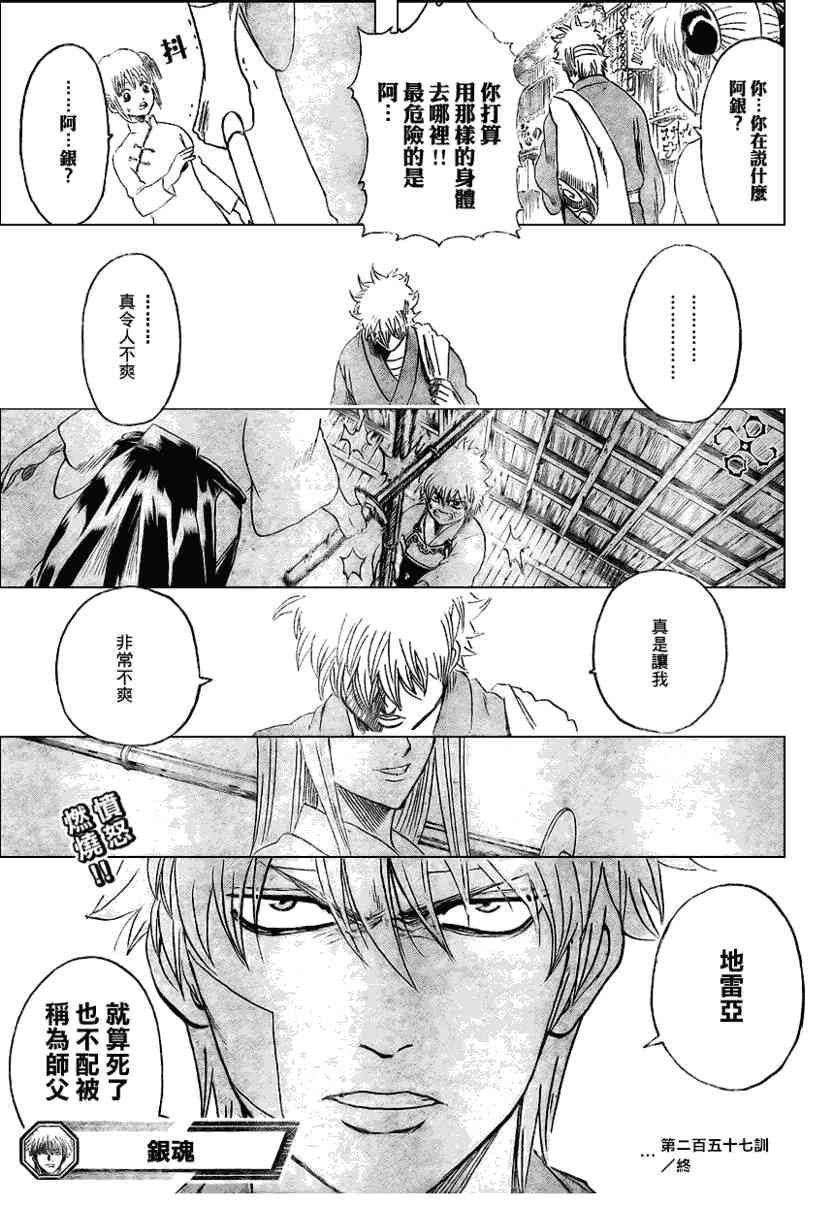 你…你在說什麼
阿銀?
你打算
用那樣的身體
去哪裡!!
最危險的是
阿…
抖
……阿…銀?
…………
………
真令人不爽
真是讓我
非常不爽
憤怒
燃燒!!
地雷亞
就算死了
也不配被
稱為師父
銀魂
… 第二百五十七訓
／終